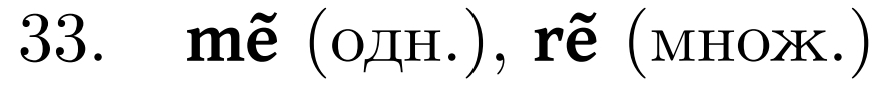 33. mẽ (одн.), rẽ (множ.)